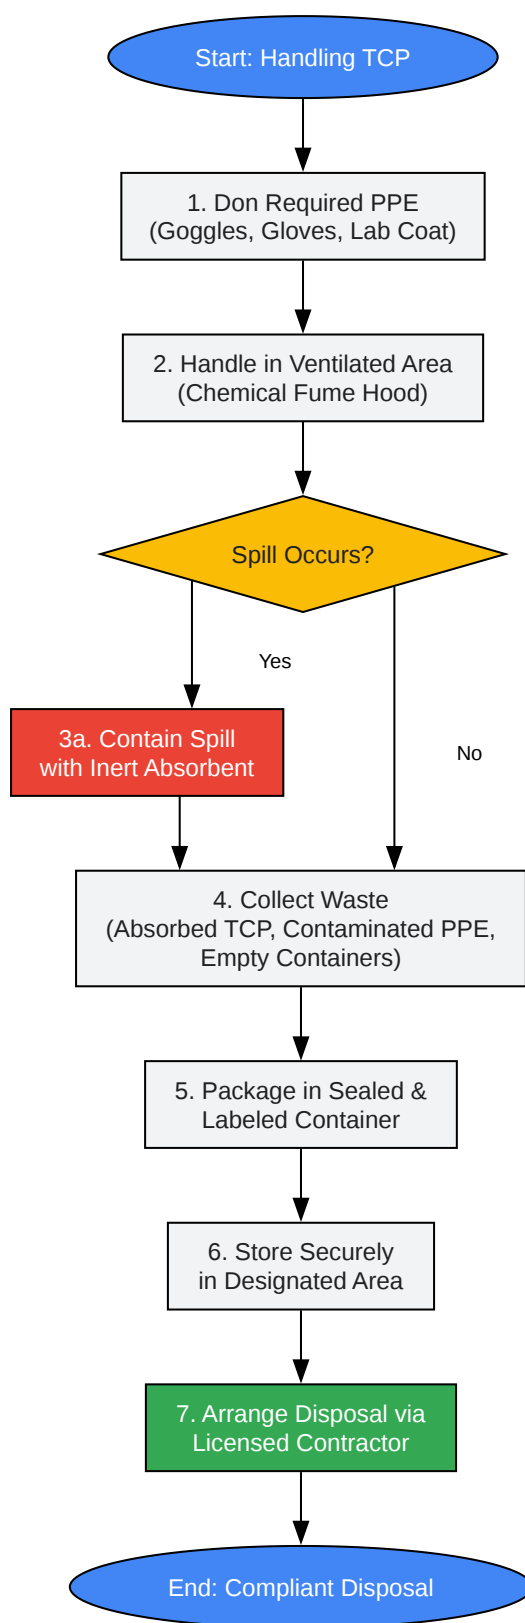 Start: Handling TCP
1. Don Required PPE
(Goggles, Gloves, Lab Coat)
2. Handle in Ventilated Area
(Chemical Fume Hood)
Spill Occurs?
Yes
3a. Contain Spill
with Inert Absorbent
No
4. Collect Waste
(Absorbed TCP, Contaminated PPE,
Empty Containers)
5. Package in Sealed &
Labeled Container
6. Store Securely
in Designated Area
7. Arrange Disposal via
Licensed Contractor
End: Compliant Disposal